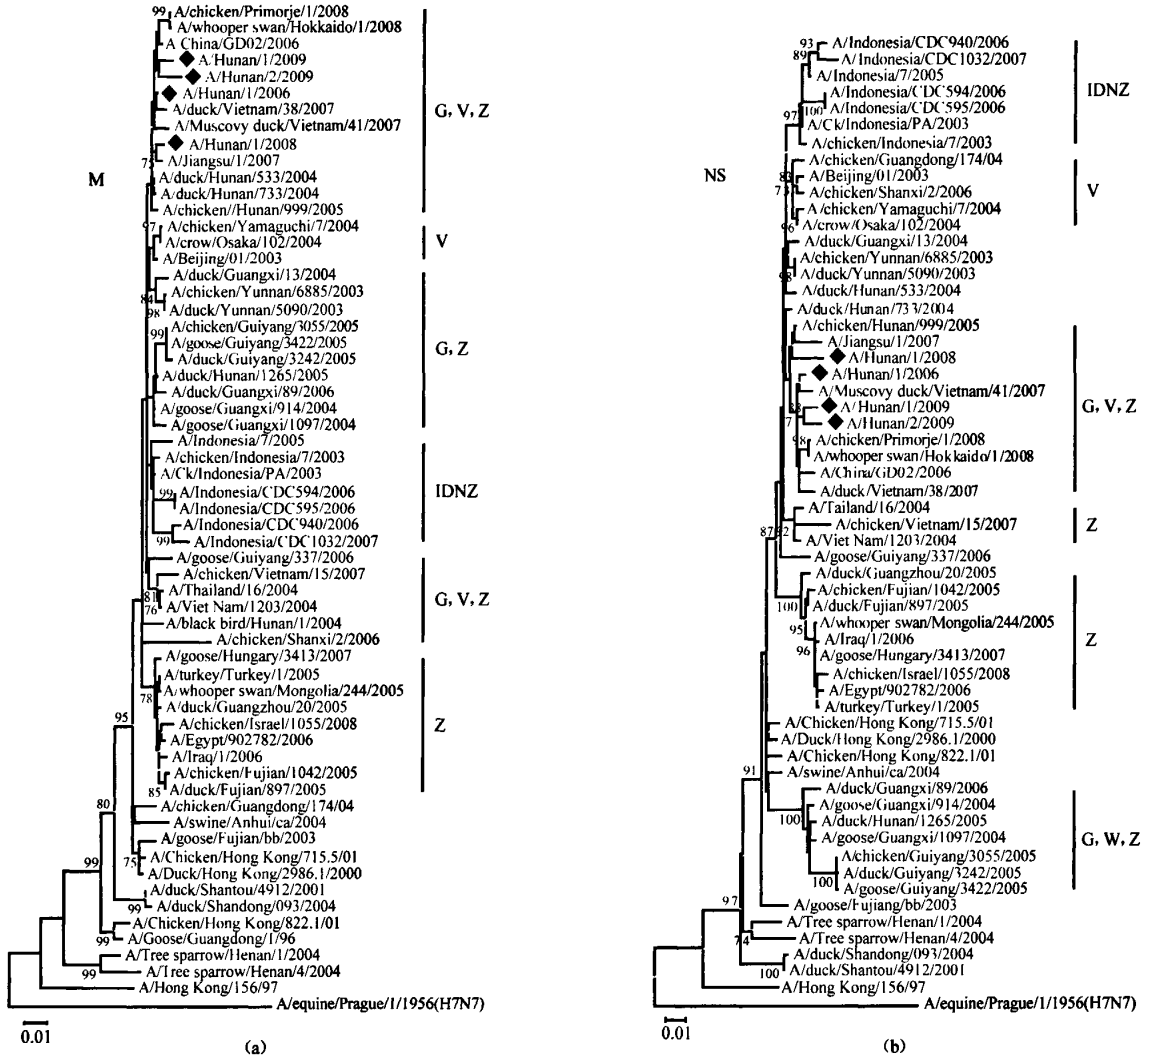 99 A/chicken/Primorje/1/2008
A/whooper swan/Hokkaido/1/2008
A China/GD02/2006
A/Hunan/1/2009
A/Hunan/2/2009
A/Hunan/1/2006
A/duck/Vietnam/38/2007
A/Muscovy duck/Vietnam/41/2007
A/Hunan/1/2008
A/Jiangsu/1/2007
A/duck/Hunan/533/2004
A/duck/Hunan/733/2004
A/chicken//Hunan/999/2005
G, V, Z
M
97 A/chicken/Yamaguchi/7/2004
A/crow/Osaka/102/2004
A/Beijing/01/2003
V
A/duck/Guangxi/13/2004
84 A/chicken/Yunnan/6885/2003
98 A/duck/Yunnan/5090/2003
A/chicken/Guiyang/3055/2005
99 A/goose/Guiyang/3422/2005
A/duck/Guiyang/3242/2005
A/duck/Hunan/1265/2005
A/duck/Guangxi/89/2006
A/goose/Guangxi/914/2004
A/goose/Guangxi/1097/2004
G, Z
A/Indonesia/7/2005
A/chicken/Indonesia/7/2003
A/Ck/Indonesia/PA/2003
99 A/Indonesia/CDC594/2006
A/Indonesia/CDC595/2006
A/Indonesia/CDC940/2006
99 A/Indonesia/CDC1032/2007
IDNZ
A/goose/Guiyang/337/2006
A/chicken/Vietnam/15/2007
81 A/Thailand/16/2004
76 A/Viet Nam/1203/2004
A/black bird/Hunan/1/2004
A/chicken/Shanxi/2/2006
G, V, Z
A/goose/Hungary/3413/2007
A/turkey/Turkey/1/2005
78 A/whooper swan/Mongolia/244/2005
A/duck/Guangzhou/20/2005
A/chicken/Israel/1055/2008
A/Egypt/902782/2006
A/Iraq/1/2006
A/chicken/Fujian/1042/2005
85 A/duck/Fujian/897/2005
Z
95
80 A/chicken/Guangdong/174/04
A/swine/Anhui/ca/2004
A/goose/Fujian/bb/2003
75 A/Chicken/Hong Kong/715.5/01
99 A/Duck/Hong Kong/2986.1/2000
A/duck/Shantou/4912/2001
99 A/duck/Shandong/093/2004
A/Chicken/Hong Kong/822.1/01
99 A/Goose/Guangdong/1/96
A/Tree sparrow/Henan/1/2004
99 A/Tree sparrow/Henan/4/2004
A/Hong Kong/156/97
A/equine/Prague/1/1956(H7N7)
0.01
(a)
93 A/Indonesia/CDC940/2006
89 A/Indonesia/CDC1032/2007
A/Indonesia/7/2005
A/Indonesia/CDC594/2006
100 A/Indonesia/CDC595/2006
97 A/Ck/Indonesia/PA/2003
A/chicken/Indonesia/7/2003
IDNZ
A/chicken/Guangdong/174/04
83 A/Beijing/01/2003
A/chicken/Shanxi/2/2006
A/chicken/Yamaguchi/7/2004
96 A/crow/Osaka/102/2004
V
NS
A/duck/Guangxi/13/2004
A/chicken/Yunnan/6885/2003
98 A/duck/Yunnan/5090/2003
A/duck/Hunan/533/2004
A/duck/Hunan/733/2004
A/chicken/Hunan/999/2005
A/Jiangsu/1/2007
A/Hunan/1/2008
A/Hunan/1/2006
A/Muscovy duck/Vietnam/41/2007
A/Hunan/1/2009
A/Hunan/2/2009
98 A/chicken/Primorje/1/2008
A/whooper swan/Hokkaido/1/2008
A/China/GD02/2006
A/duck/Vietnam/38/2007
G, V, Z
A/Tailand/16/2004
A/chicken/Vietnam/15/2007
87 A/Viet Nam/1203/2004
Z
A/goose/Guiyang/337/2006
A/duck/Guangzhou/20/2005
A/chicken/Fujian/1042/2005
100 A/duck/Fujian/897/2005
95 A/whooper swan/Mongolia/244/2005
A/Iraq/1/2006
96 A/goose/Hungary/3413/2007
A/chicken/Israel/1055/2008
A/Egypt/902782/2006
A/turkey/Turkey/1/2005
Z
A/Chicken/Hong Kong/715.5/01
A/Duck/Hong Kong/2986.1/2000
A/Chicken/Hong Kong/822.1/01
91 A/swine/Anhui/ca/2004
A/duck/Guangxi/89/2006
A/goose/Guangxi/914/2004
100 A/duck/Hunan/1265/2005
A/goose/Guangxi/1097/2004
A/chicken/Guiyang/3055/2005
100 A/duck/Guiyang/3242/2005
A/goose/Guiyang/3422/2005
G, W, Z
97 A/goose/Fujiang/bb/2003
A/Tree sparrow/Henan/1/2004
74 A/Tree sparrow/Henan/4/2004
A/duck/Shandong/093/2004
100 A/duck/Shantou/4912/2001
A/Hong Kong/156/97
A/equine/Prague/1/1956(H7N7)
0.01
(b)